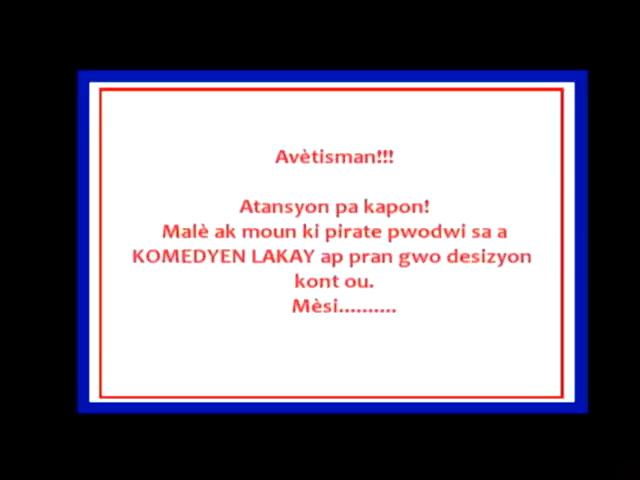 Avètisman!!!
Atansyon pa kapon!
Malè ak moun ki pirate pwodwi sa a
KOMEDYEN LAKAY ap pran gwo desizyon
kont ou.
Mèsi..........